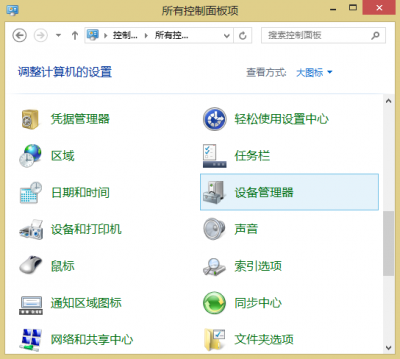 所有控制面板项
控制... 所有控... 搜索控制面板
调整计算机的设置 查看方式: 大图标
凭据管理器 轻松使用设置中心
区域 任务栏
日期和时间 设备管理器
设备和打印机 声音
鼠标 索引选项
通知区域图标 同步中心
网络和共享中心 文件夹选项